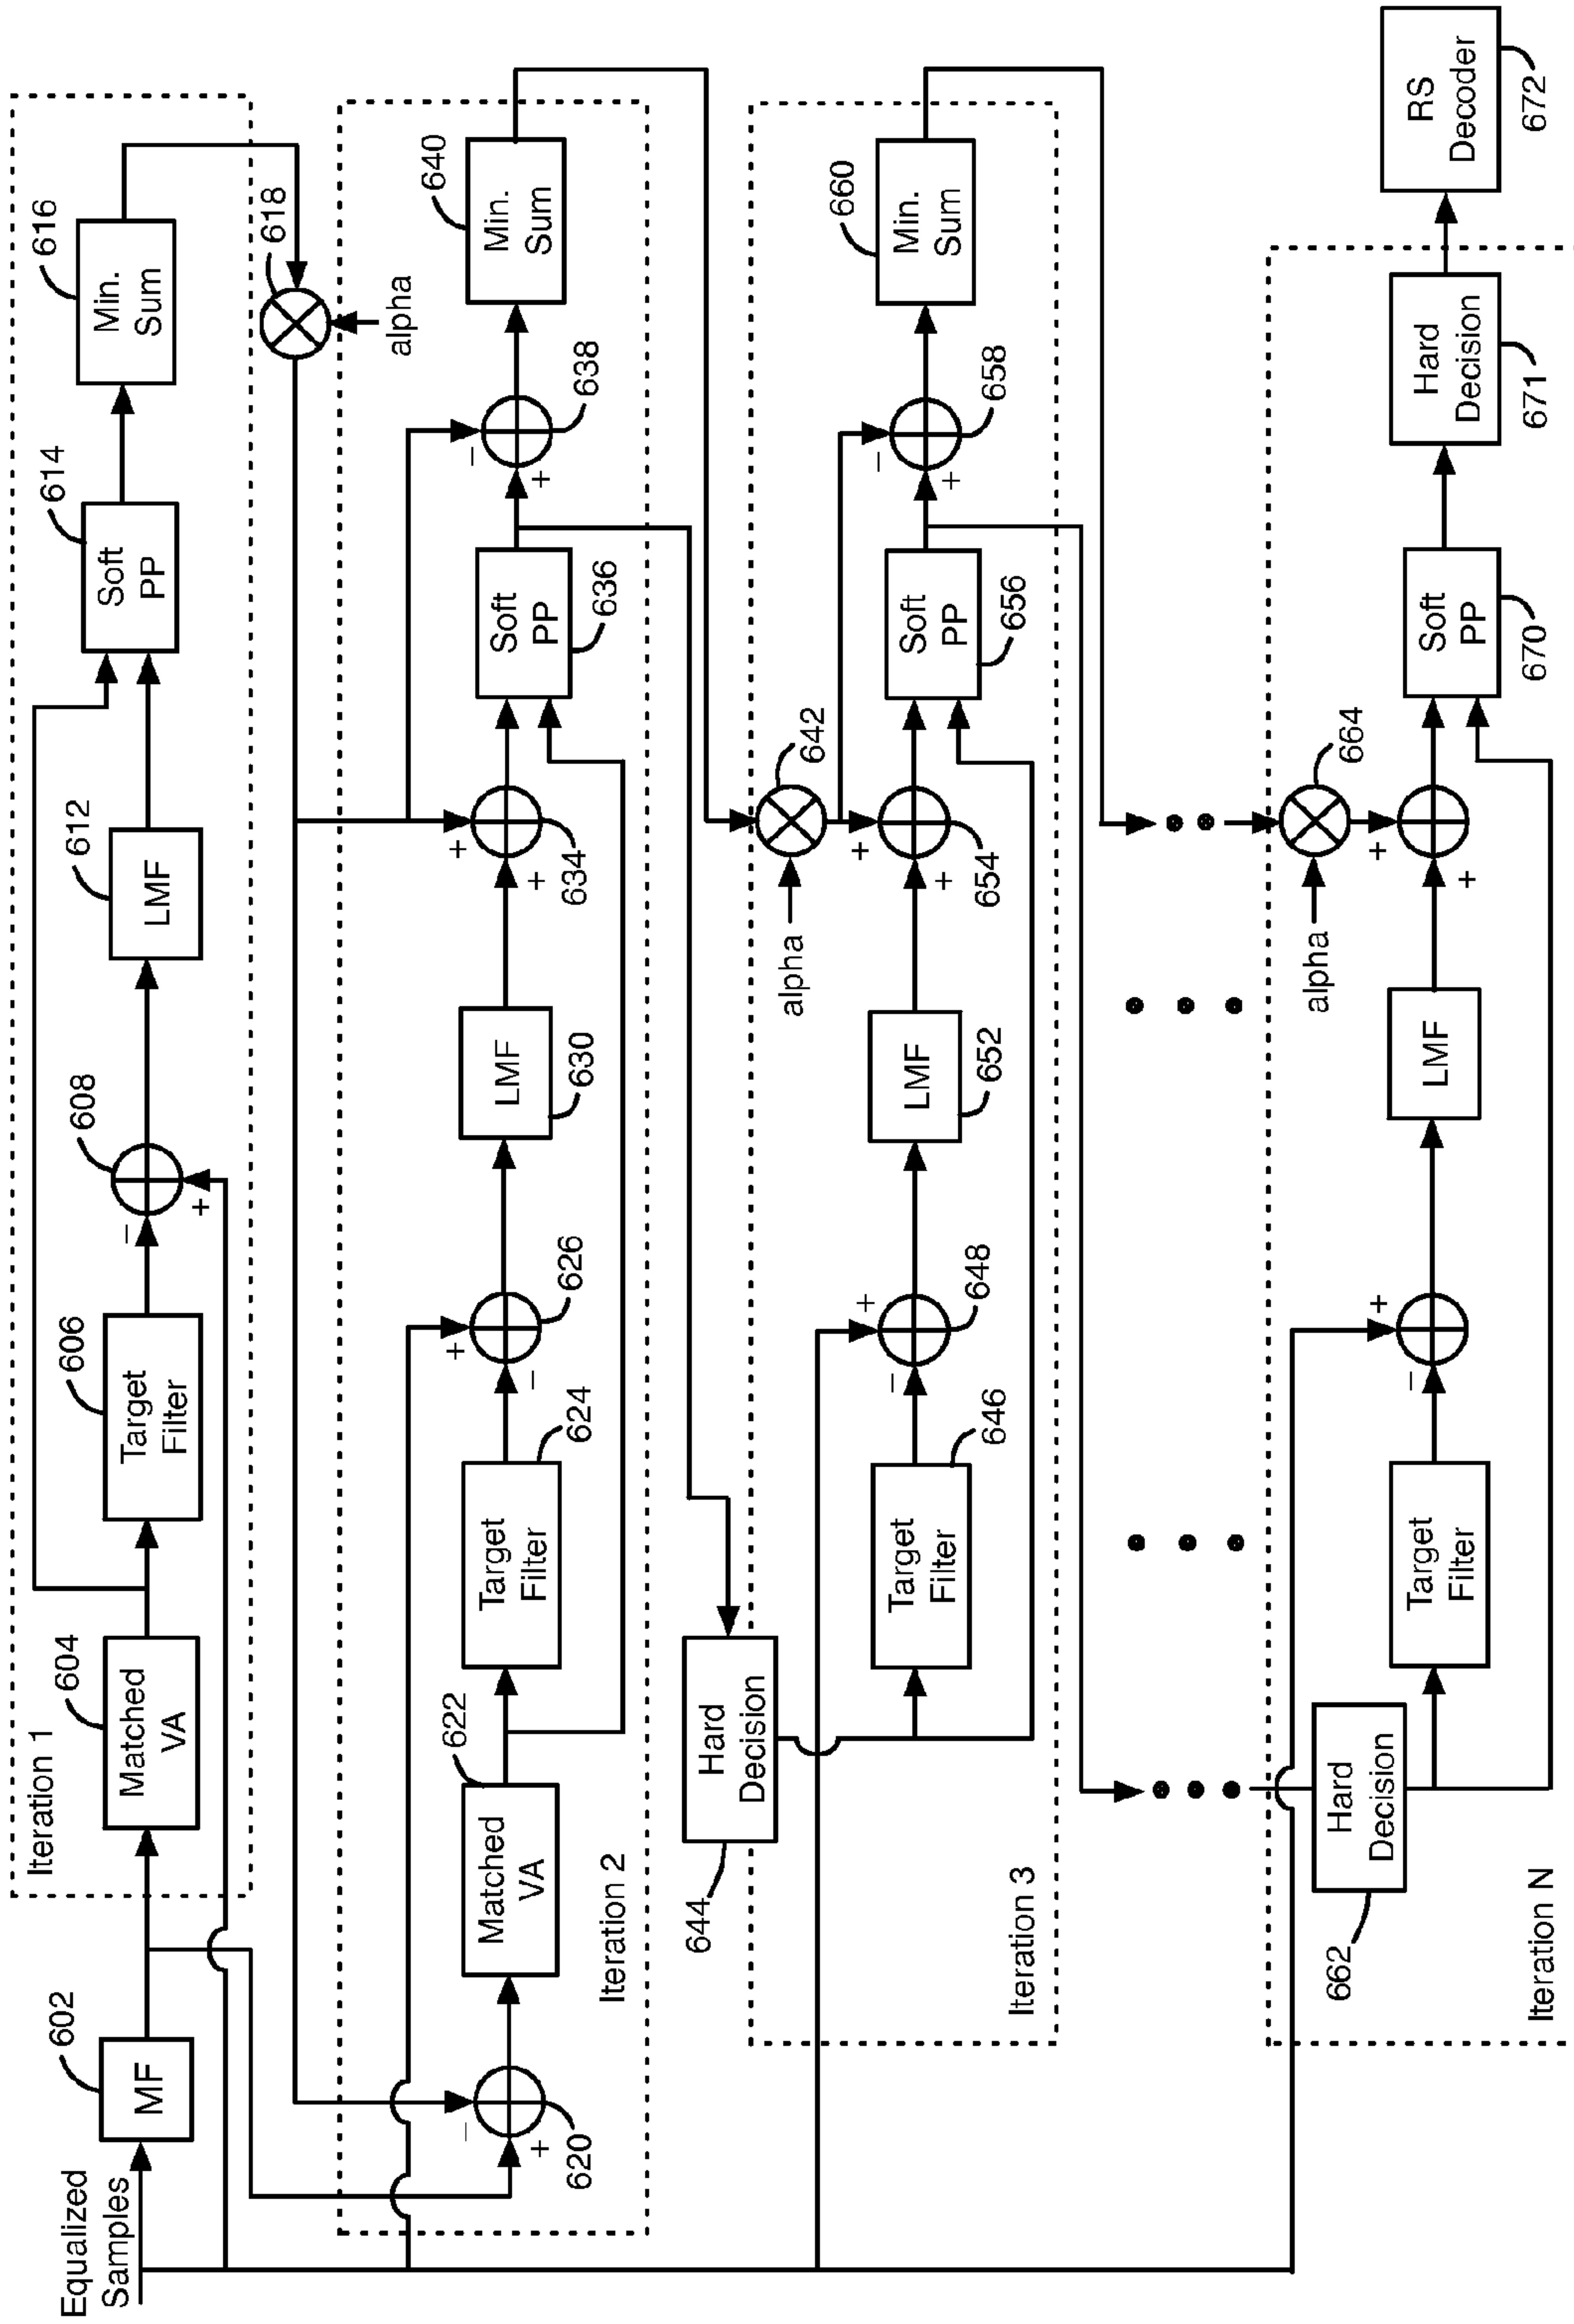 Equalized
Samples
MF
602
Iteration 1
Matched
VA
604
Target
Filter
606
−
+
608
LMF
612
Soft
PP
614
Min.
Sum
616
618
alpha
Iteration 2
−
+
620
Matched
VA
622
Target
Filter
624
+
−
626
LMF
630
+
+
634
Soft
PP
636
−
+
638
Min.
Sum
640
Iteration 3
Hard
Decision
644
Target
Filter
646
+
−
648
LMF
652
alpha
642
+
+
654
Soft
PP
656
−
+
658
Min.
Sum
660
Iteration N
Hard
Decision
662
Target
Filter
+
−
LMF
alpha
664
+
+
Soft
PP
670
Hard
Decision
671
RS
Decoder
672